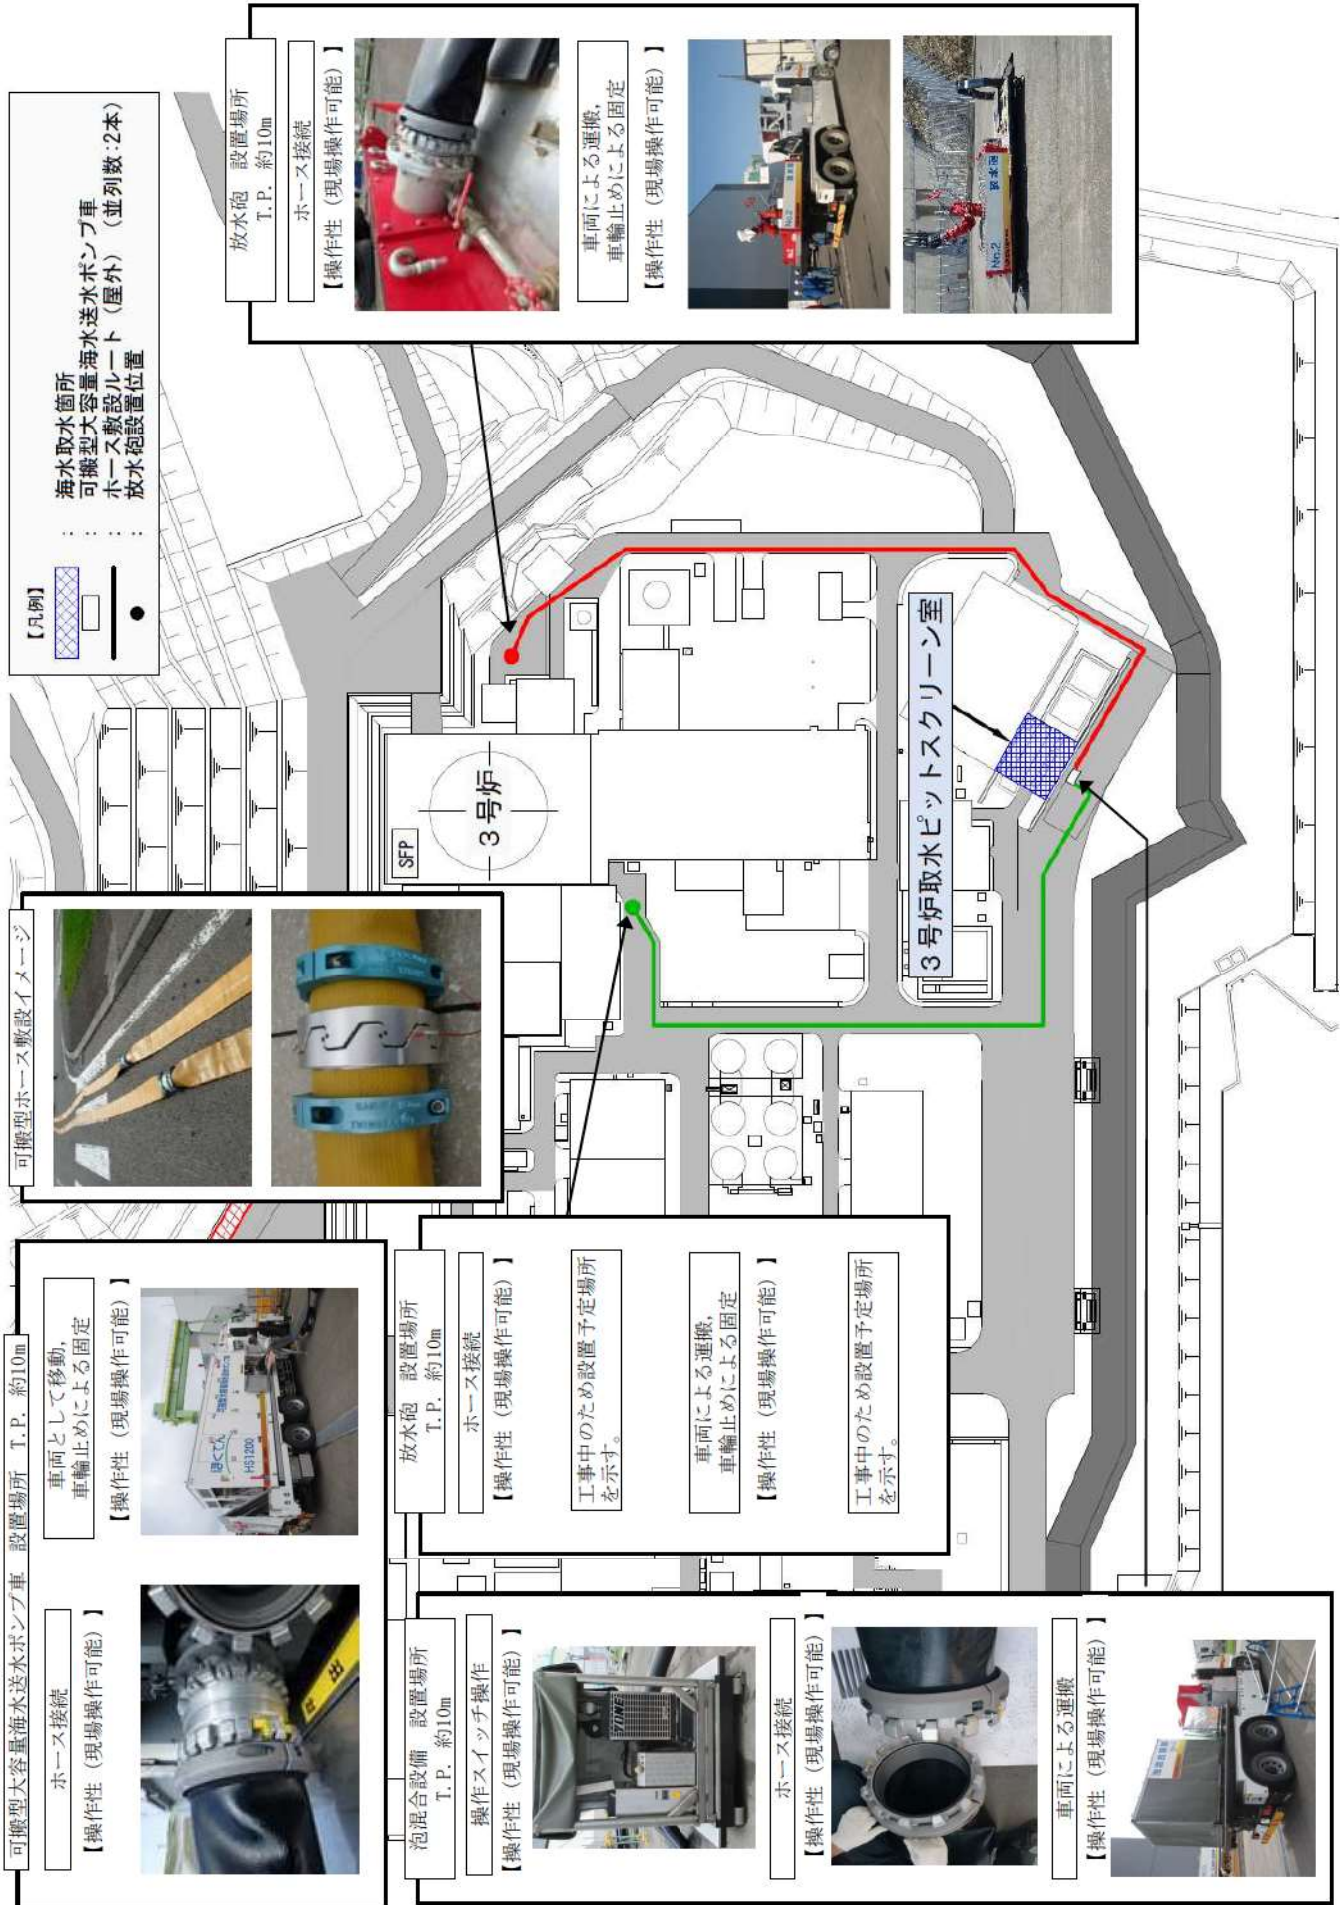 可搬型大容量海水送水ポンプ車 設置場所 T.P. 約10m
ホース接続
【操作性（現場操作可能）】
車両として移動,
車輪止めによる固定
【操作性（現場操作可能）】
ほくでん
HS1200
可搬型ホース敷設イメージ
【凡例】
： 海水取水箇所
： 可搬型大容量海水送水ポンプ車
： ホース敷設ルート（屋外）（並列数：2本）
： 放水砲設置位置
泡混合設備 設置場所
T.P. 約10m
操作スイッチ操作
【操作性（現場操作可能）】
ホース接続
【操作性（現場操作可能）】
車両による運搬
【操作性（現場操作可能）】
放水砲 設置場所
T.P. 約10m
ホース接続
【操作性（現場操作可能）】
工事中のため設置予定場所
を示す。
車両による運搬,
車輪止めによる固定
【操作性（現場操作可能）】
工事中のため設置予定場所
を示す。
SFP
3号炉
3号炉取水ピットスクリーン室
放水砲 設置場所
T.P. 約10m
ホース接続
【操作性（現場操作可能）】
車両による運搬,
車輪止めによる固定
【操作性（現場操作可能）】
No.2
No.2
放水砲